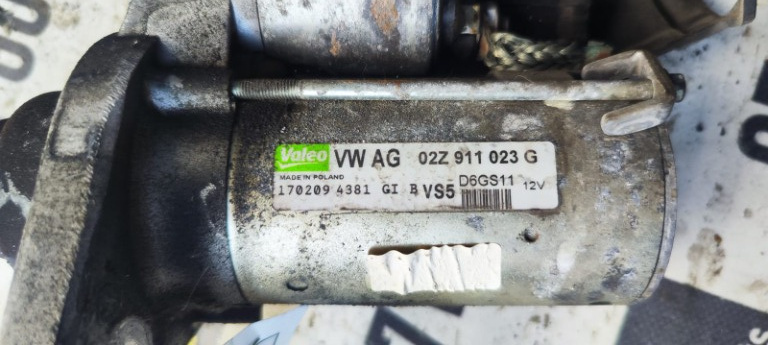 Valeo VW AG 02Z 911 023 G
MADE IN POLAND
170209 4381 GI B VS5 D6GS11 12V